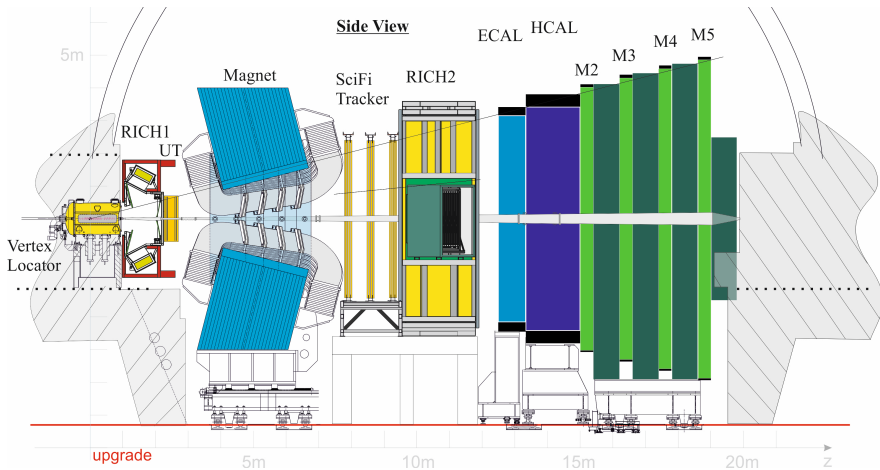 Side View
5m
ECAL
HCAL
M2
M3
M4
M5
Magnet
SciFi
Tracker
RICH2
RICH1
UT
Vertex
Locator
5m
10m
15m
20m
z
upgrade